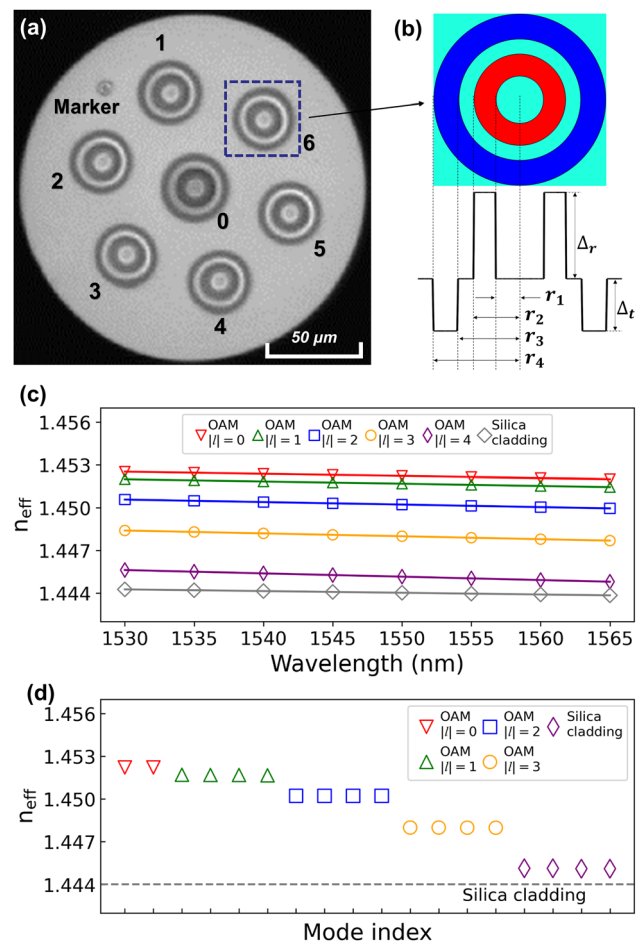 (a)
1
Marker
6
2
0
5
3
4
50 μm
(b)
Δr
r1
r2
r3
r4
Δt
(c)
1.456
1.453
1.450
1.447
1.444
neff
OAM |l| = 0
OAM |l| = 1
OAM |l| = 2
OAM |l| = 3
OAM |l| = 4
Silica cladding
1530 1535 1540 1545 1550 1555 1560 1565
Wavelength (nm)
(d)
1.456
1.453
1.450
1.447
1.444
neff
OAM |l| = 0
OAM |l| = 2
Silica cladding
OAM |l| = 1
OAM |l| = 3
Silica cladding
Mode index